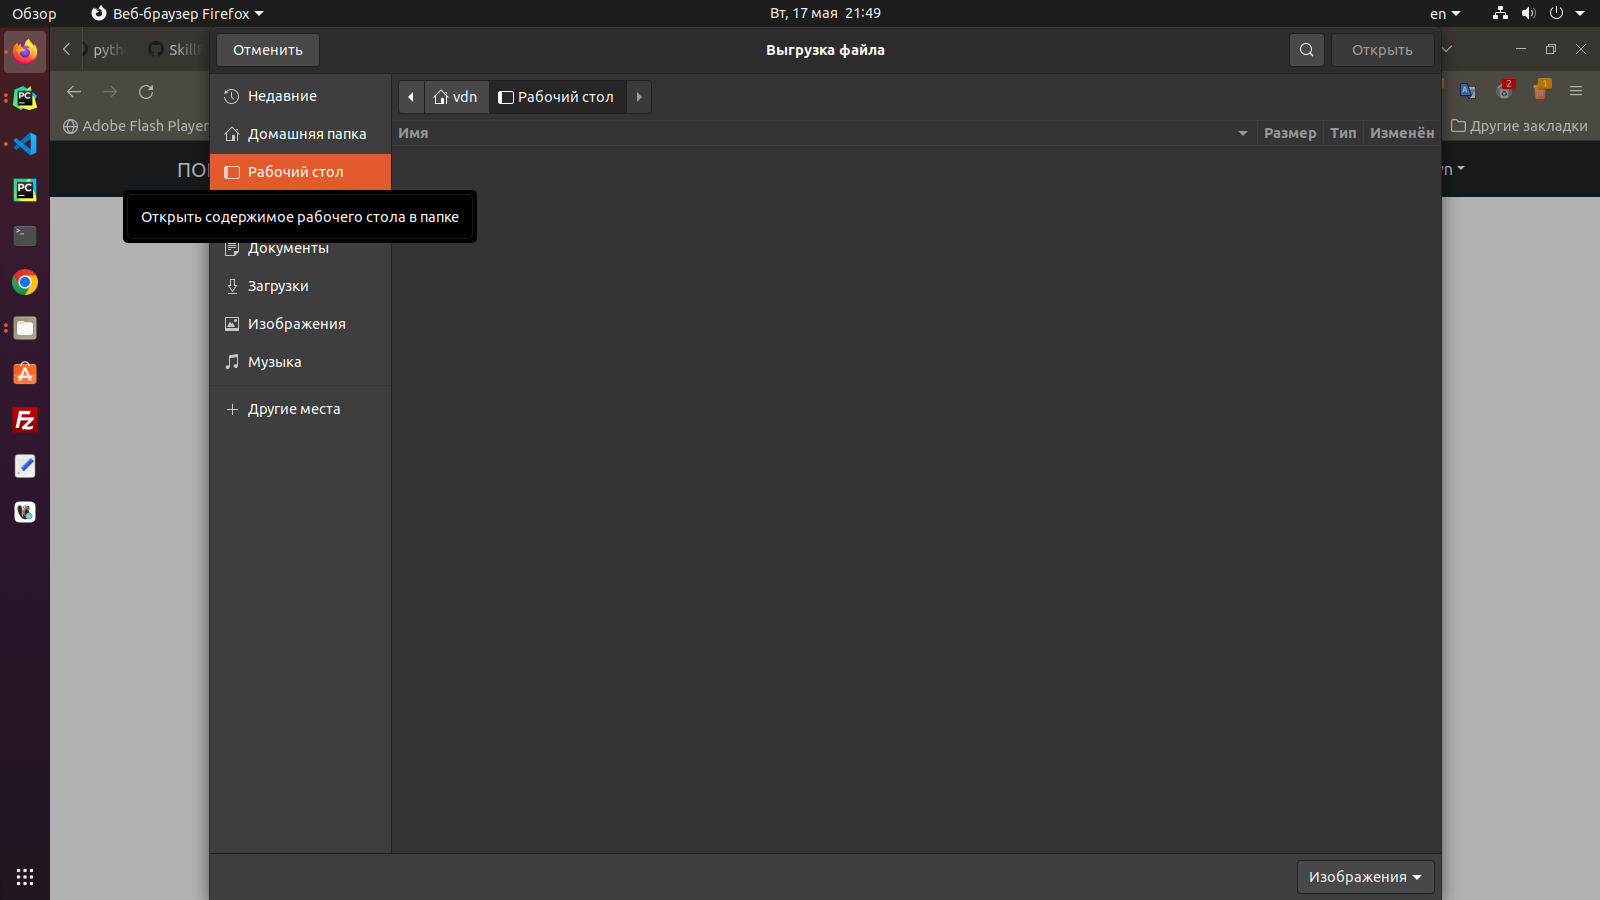 Обзор
Веб-браузер Firefox
Вт, 17 мая 21:49
en
pyth
Skill
Отменить
Выгрузка файла
Открыть
2
1
Adobe Flash Player
Другие закладки
Недавние
Домашняя папка
Рабочий стол
Открыть содержимое рабочего стола в папке
Документы
Загрузки
Изображения
Музыка
Другие места
vdn
Рабочий стол
Имя
Размер
Тип
Изменён
Изображения